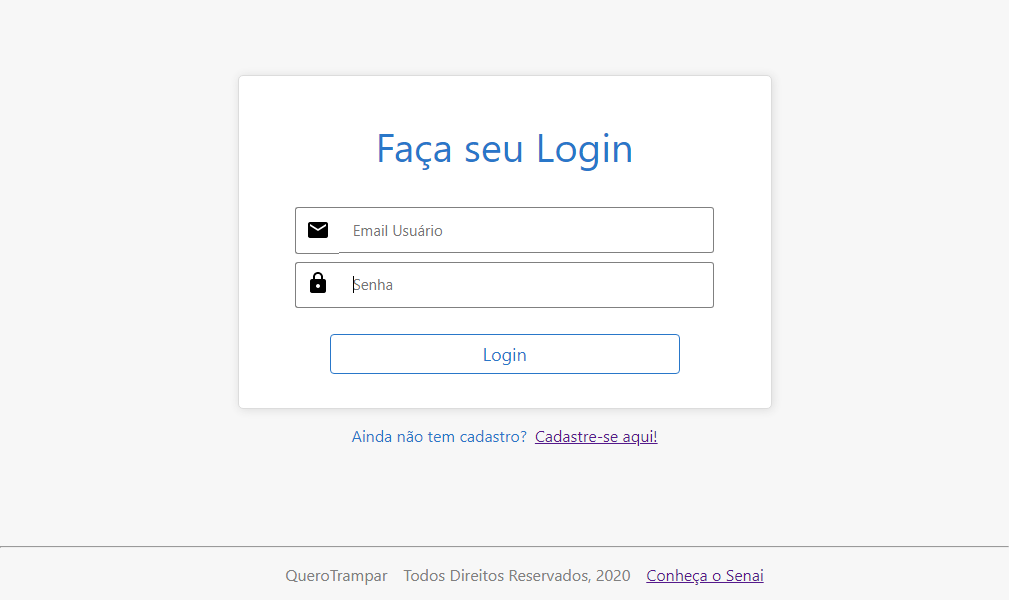 Faça seu Login
Email Usuário
Senha
Login
Ainda não tem cadastro? Cadastre-se aqui!
QueroTrampar Todos Direitos Reservados, 2020 Conheça o Senai